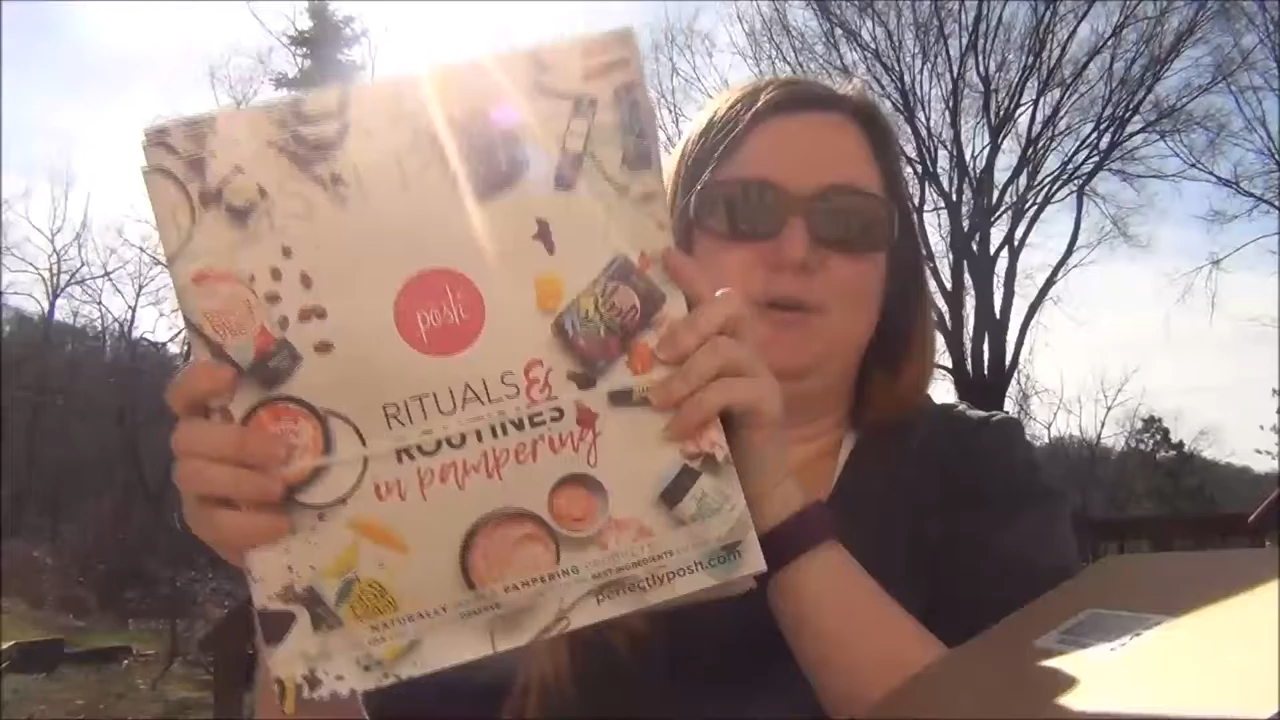 posh
RITUALS &
ROUTINES
in pampering
NATURALLY
PAMPERING
BEST INGREDIENTS
perfectlyposh.com